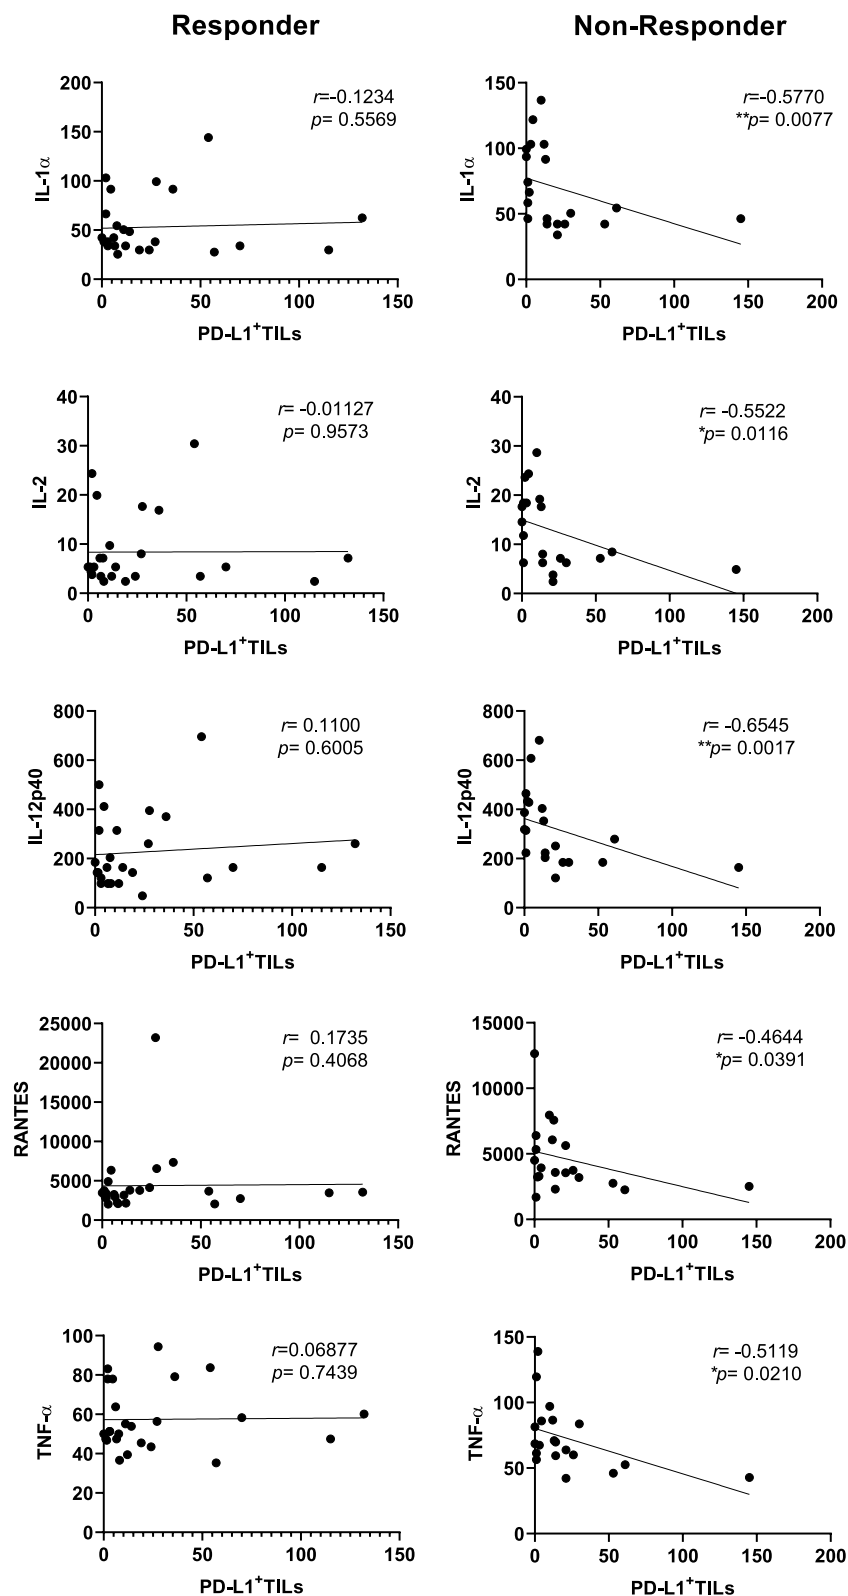 Responder
Non-Responder
200
150
100
50
0
IL-1α
r=-0.1234
p = 0.5569
0 50 100 150
PD-L1+TILs
150
100
50
0
IL-1α
r=-0.5770
**p= 0.0077
0 50 100 150 200
PD-L1+TILs
40
30
20
10
0
IL-2
r= -0.01127
p= 0.9573
0 50 100 150
PD-L1+TILs
40
30
20
10
0
IL-2
r= -0.5522
*p= 0.0116
0 50 100 150 200
PD-L1+TILs
800
600
400
200
0
IL-12p40
r= 0.1100
p= 0.6005
0 50 100 150
PD-L1+TILs
800
600
400
200
0
IL-12p40
r= -0.6545
**p= 0.0017
0 50 100 150 200
PD-L1+TILs
25000
20000
15000
10000
5000
0
RANTES
r= 0.1735
p= 0.4068
0 50 100 150
PD-L1+TILs
15000
10000
5000
0
RANTES
r= -0.4644
*p= 0.0391
0 50 100 150 200
PD-L1+TILs
100
80
60
40
20
0
TNF-α
r=0.06877
p= 0.7439
0 50 100 150
PD-L1+TILs
150
100
50
0
TNF-α
r= -0.5119
*p= 0.0210
0 50 100 150 200
PD-L1+TILs